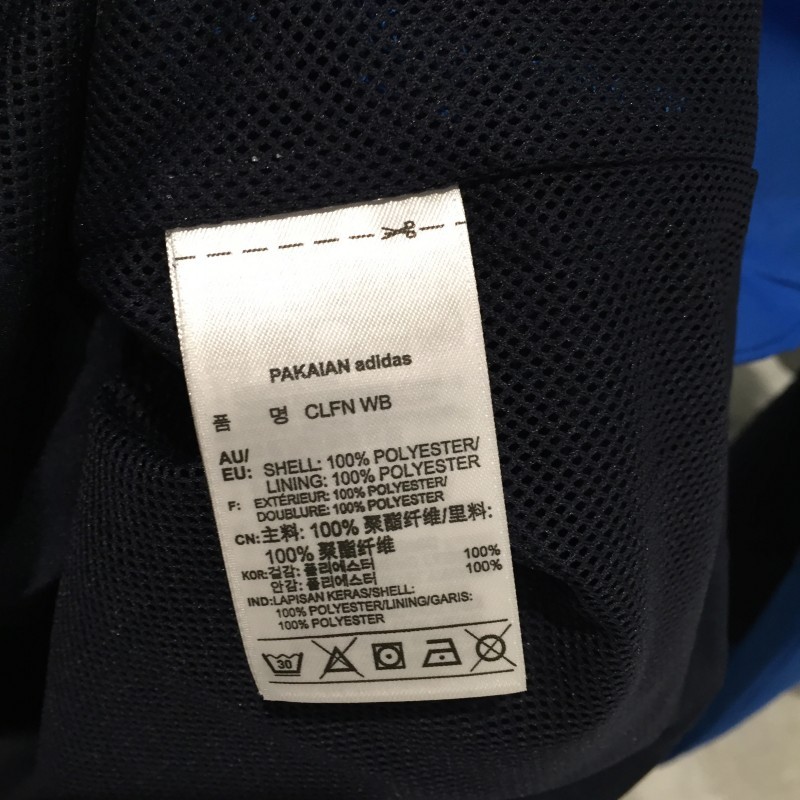 PAKAIAN adidas
품 명 CLFN WB
AU/
EU: SHELL: 100% POLYESTER/
LINING: 100% POLYESTER
F: EXTÉRIEUR: 100% POLYESTER/
DOUBLURE: 100% POLYESTER
CN: 主料: 100% 聚酯纤维/里料:
100% 聚酯纤维
KOR: 겉감: 폴리에스터 100%
안감: 폴리에스터 100%
IND: LAPISAN KERAS/SHELL:
100% POLYESTER/LINING/GARIS:
100% POLYESTER
30